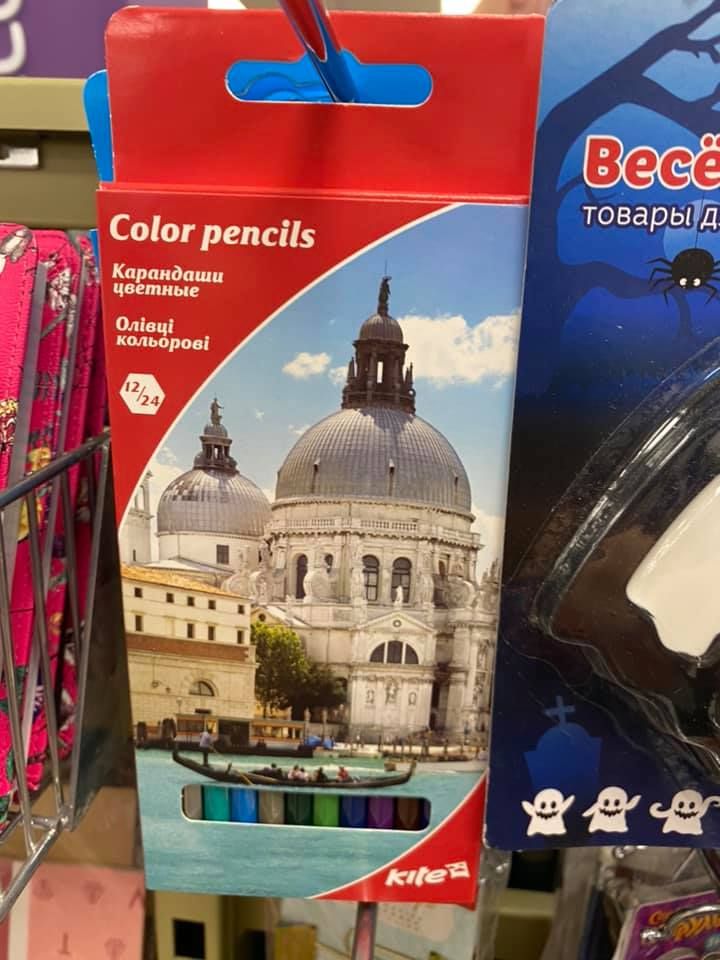 Color pencils
Карандаши
цветные
Олівці
кольорові
12/24
kite
Весё
товары д